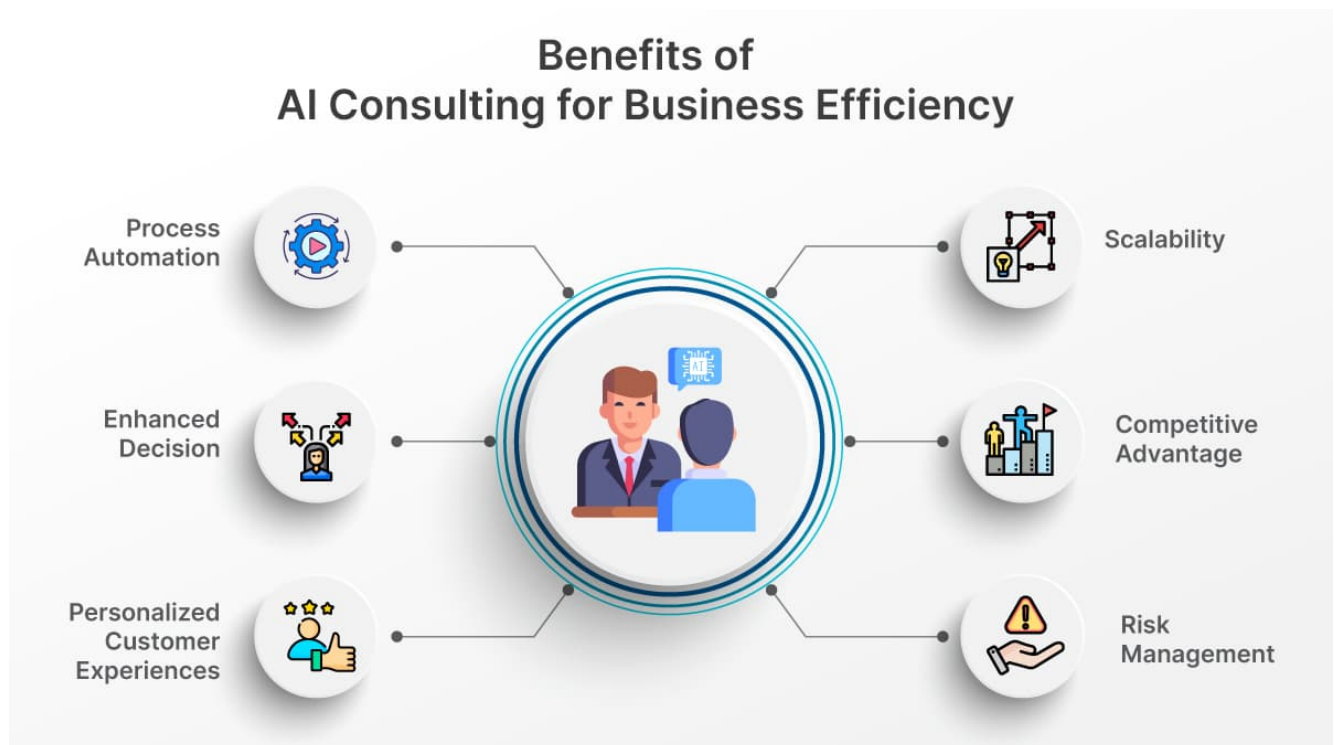 Benefits of
AI Consulting for Business Efficiency
Process
Automation
Enhanced
Decision
Personalized
Customer
Experiences
AI
Scalability
Competitive
Advantage
Risk
Management